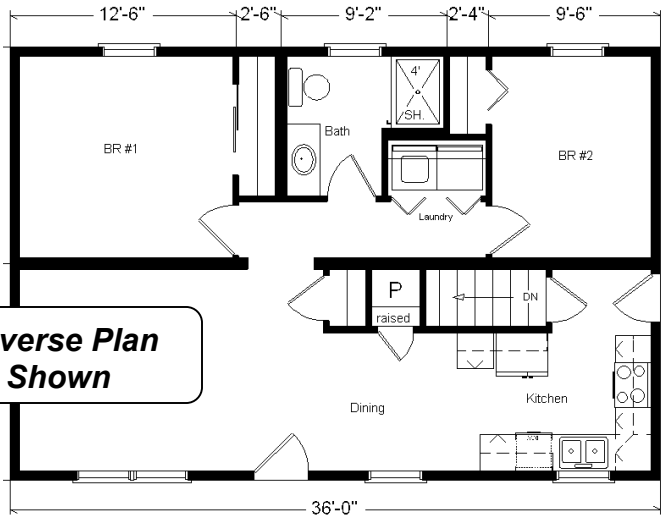 12'-6" 2'-6" 9'-2" 2'-4" 9'-6"
4'
SH.
Bath
BR #1
BR #2
Laundry
P
raised
DN
verse Plan
Shown
Dining
Kitchen
36'-0"